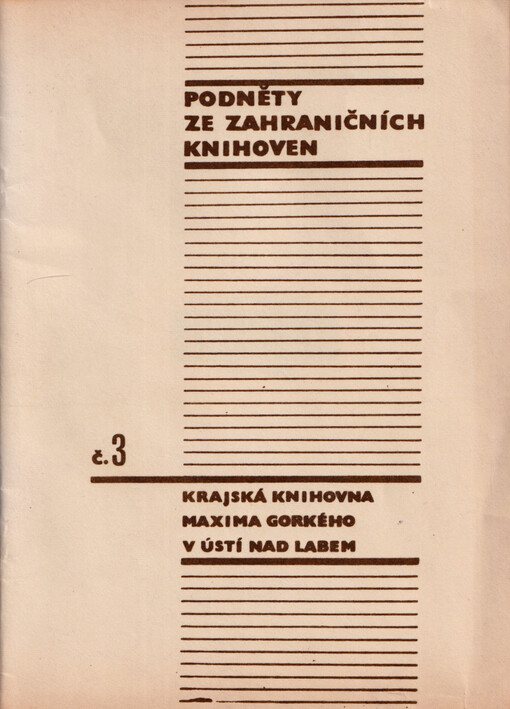 PODNĚTY
ZE ZAHRANIČNÍCH
KNIHOVEN
č.3
KRAJSKÁ KNIHOVNA
MAXIMA GORKÉHO
V ÚSTÍ NAD LABEM